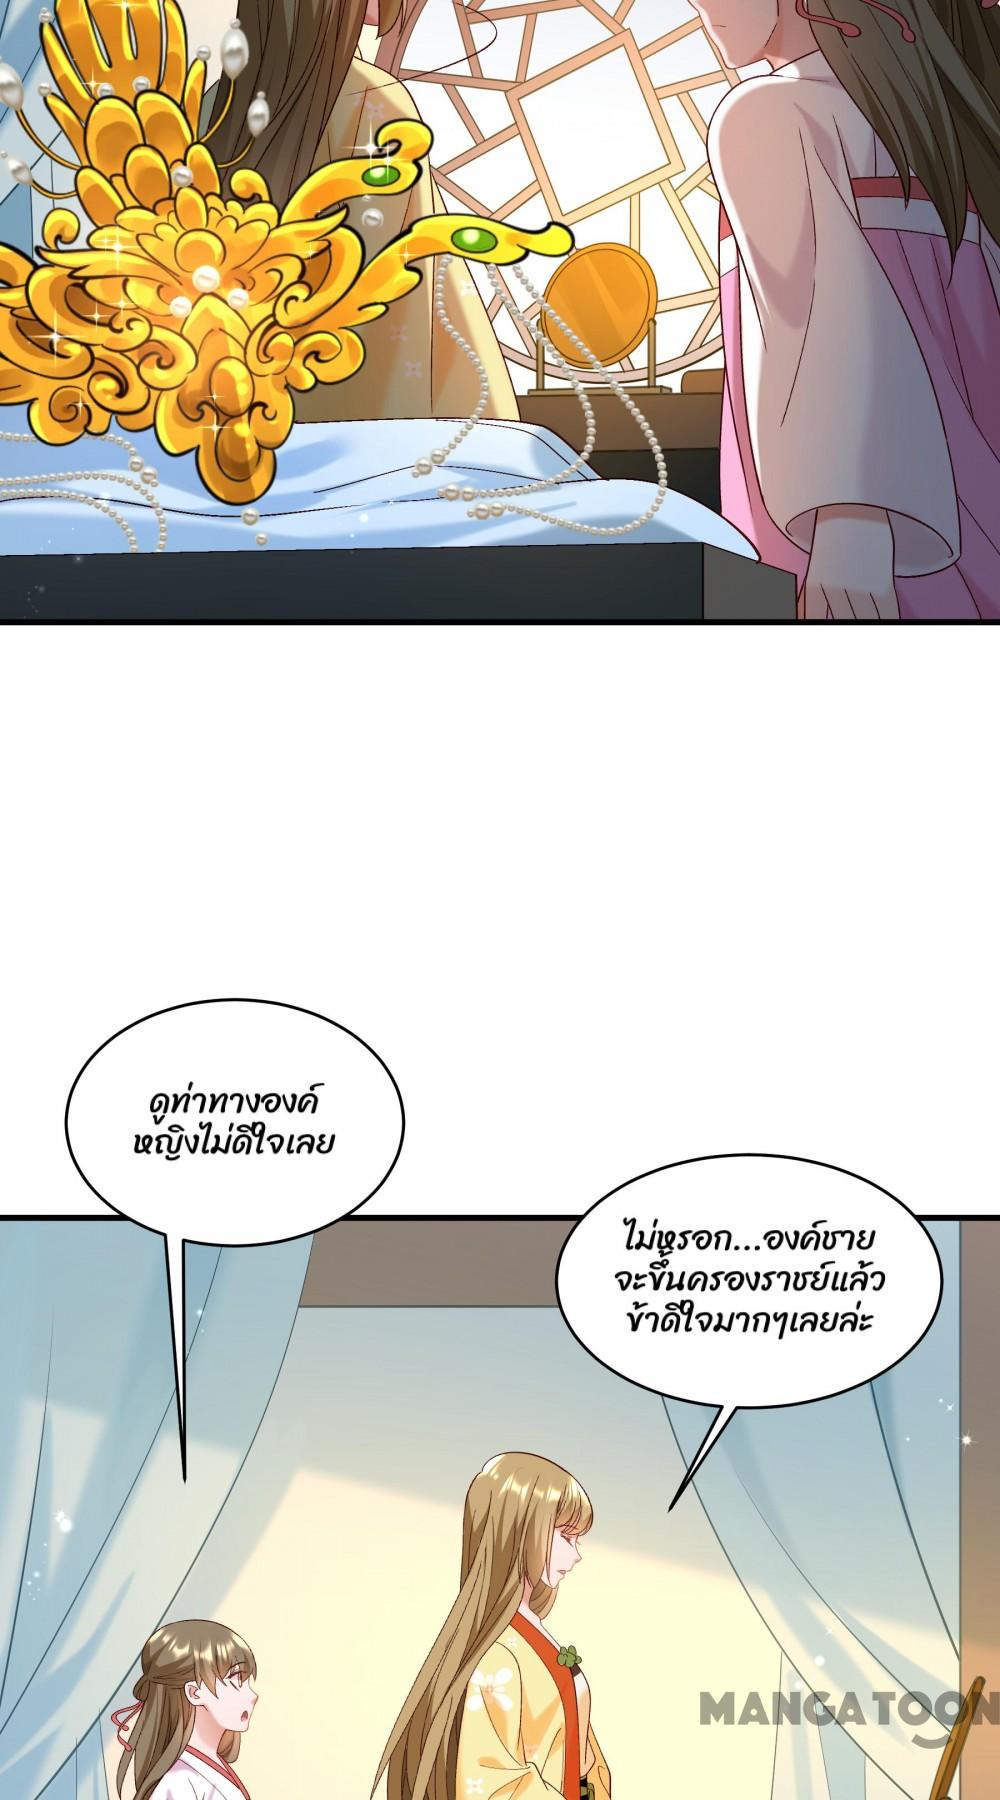 ดูท่าทางองค์
หญิงไม่ดีใจเลย
ไม่หรอก...องค์ชาย
จะขึ้นครองราชย์แล้ว
ข้าดีใจมากๆเลยล่ะ
MANGATOON